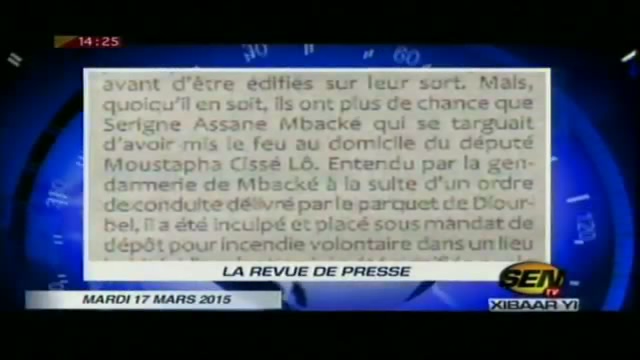 14:25
30
60
avant d'être édifiés sur leur sort. Mais,
quoiqu'il en soit, ils ont plus de chance que
Serigne Assane Mbacké qui se targuait
d'avoir mis le feu au domicile du député
Moustapha Cissé Lô. Entendu par la gen-
darmerie de Mbacké à la suite d'un ordre
de conduite délivré par le parquet de Diour-
bel, il a été inculpé et placé sous mandat de
dépôt pour incendie volontaire dans un lieu
120
LA REVUE DE PRESSE
SEN TV
MARDI 17 MARS 2015
XIBAAR YI